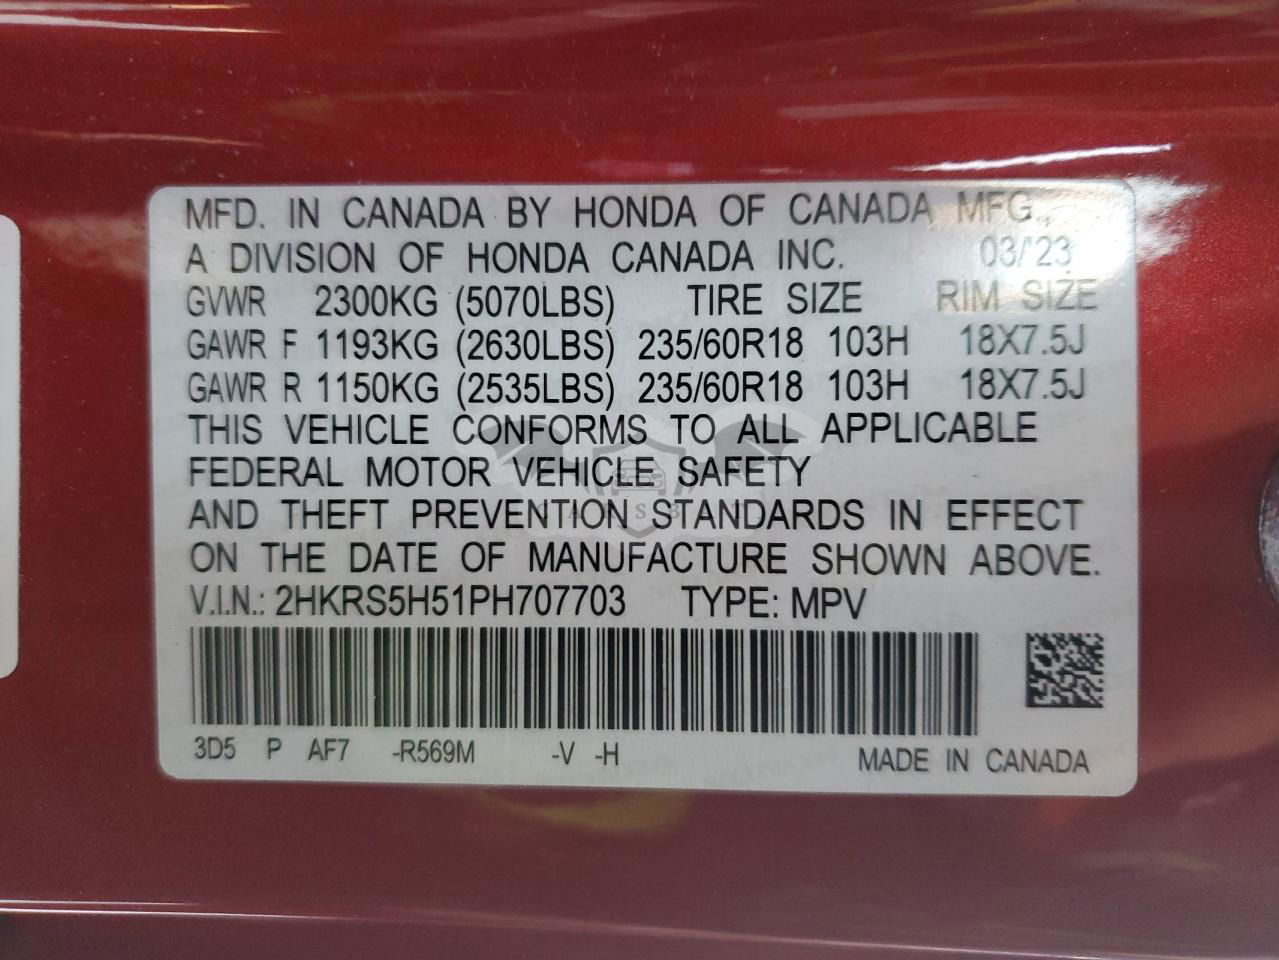 MFD. IN CANADA BY HONDA OF CANADA MFG.,
A DIVISION OF HONDA CANADA INC. 03/'23
GVWR 2300KG (5070LBS) TIRE SIZE RIM SIZE
GAWR F 1193KG (2630LBS) 235/60R18 103H 18X7.5J
GAWR R 1150KG (2535LBS) 235/60R18 103H 18X7.5J
THIS VEHICLE CONFORMS TO ALL APPLICABLE
FEDERAL MOTOR VEHICLE SAFETY
AND THEFT PREVENTION STANDARDS IN EFFECT
ON THE DATE OF MANUFACTURE SHOWN ABOVE.
V.I.N.: 2HKRS5H51PH707703 TYPE: MPV
3D5 P AF7 -R569M -V -H MADE IN CANADA